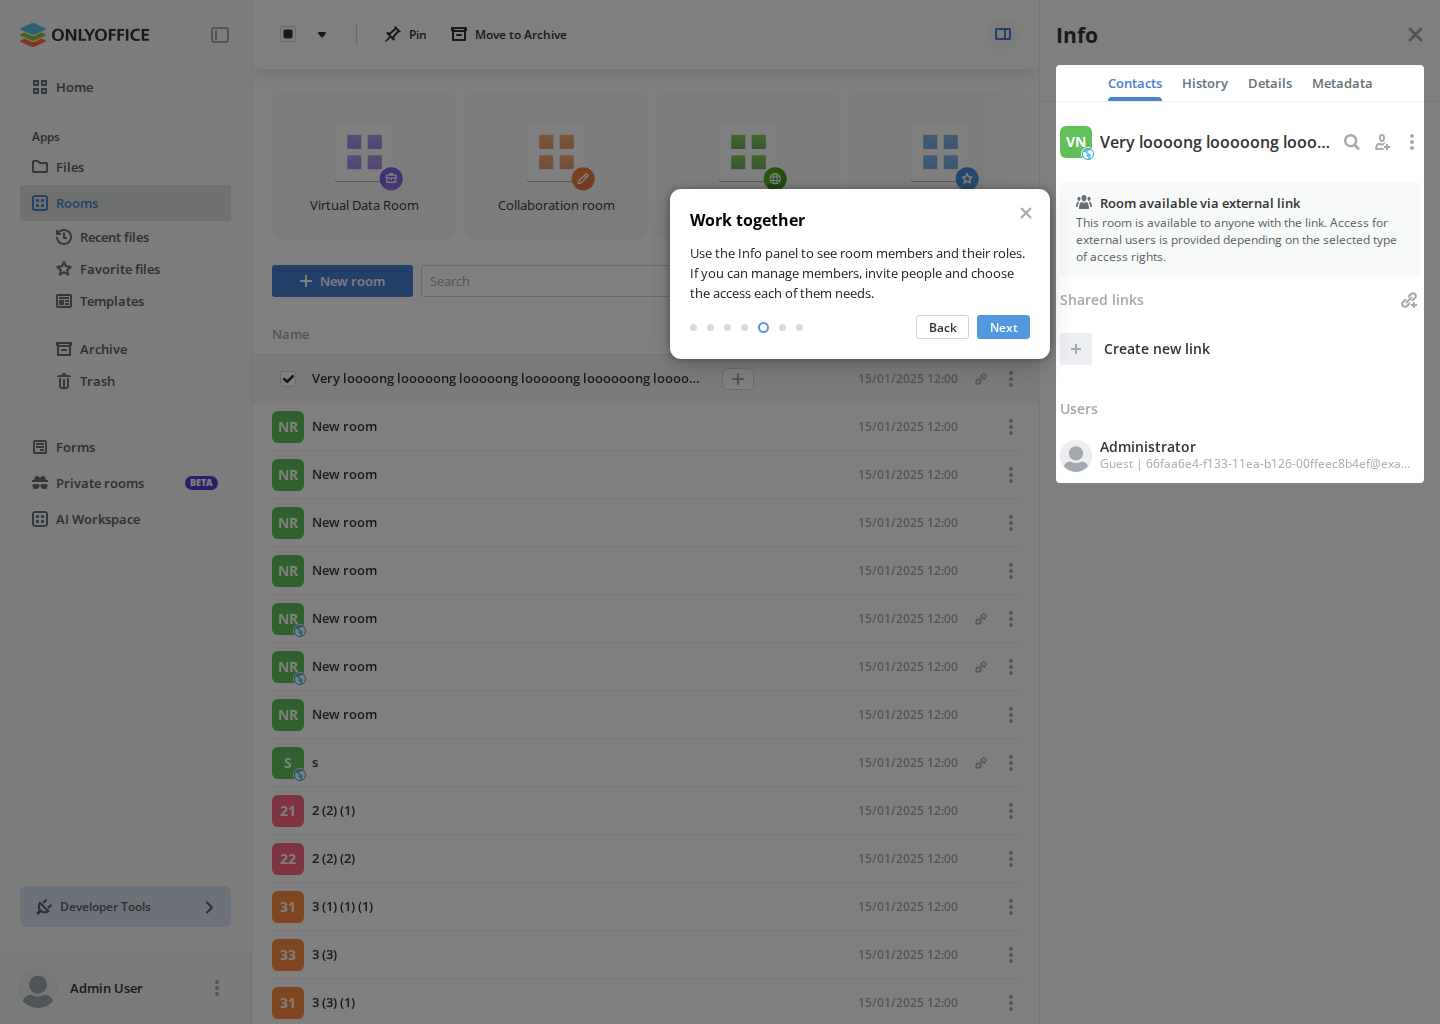 ONLYOFFICE
Home
Apps
Files
Rooms
Recent files
Favorite files
Templates
Archive
Trash
Forms
Private rooms BETA
AI Workspace
Developer Tools
Admin User
Pin Move to Archive
Virtual Data Room Collaboration room
New room Search
Name
Very loooong looooong looooong looooong loooooong loooo... 15/01/2025 12:00
NR New room 15/01/2025 12:00
NR New room 15/01/2025 12:00
NR New room 15/01/2025 12:00
NR New room 15/01/2025 12:00
NR New room 15/01/2025 12:00
NR New room 15/01/2025 12:00
NR New room 15/01/2025 12:00
S s 15/01/2025 12:00
21 2 (2) (1) 15/01/2025 12:00
22 2 (2) (2) 15/01/2025 12:00
31 3 (1) (1) (1) 15/01/2025 12:00
33 3 (3) 15/01/2025 12:00
31 3 (3) (1) 15/01/2025 12:00
Work together
Use the Info panel to see room members and their roles.
If you can manage members, invite people and choose
the access each of them needs.
Back Next
Info
Contacts History Details Metadata
VN Very loooong looooong looo...
Room available via external link
This room is available to anyone with the link. Access for
external users is provided depending on the selected type
of access rights.
Shared links
Create new link
Users
Administrator
Guest | 66faa6e4-f133-11ea-b126-00ffeec8b4ef@exa...